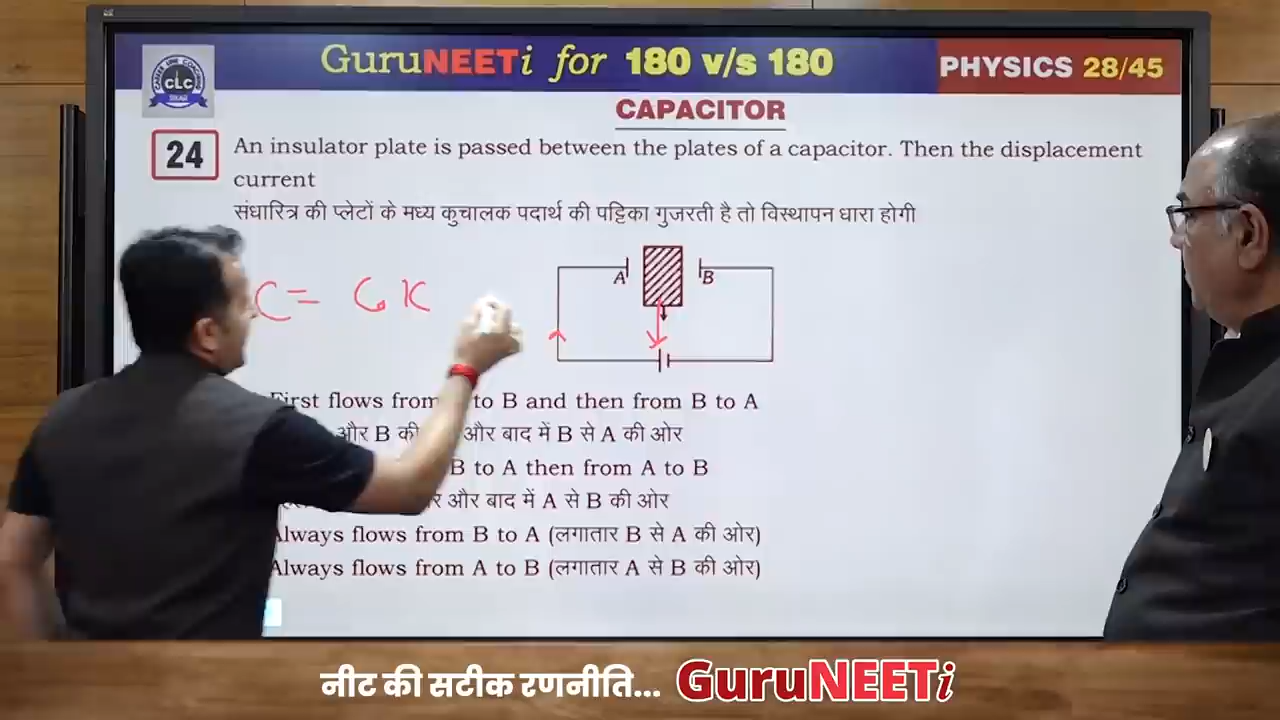 GuruNEETi for 180 v/s 180
PHYSICS 28/45
CLC
SIKAR
CAPACITOR
24
An insulator plate is passed between the plates of a capacitor. Then the displacement
current
संधारित्र की प्लेटों के मध्य कुचालक पदार्थ की पट्टिका गुजरती है तो विस्थापन धारा होगी
C = C₀ K
A B
First flows from to B and then from B to A
और B की और बाद में B से A की ओर
B to A then from A to B
और बाद में A से B की ओर
Always flows from B to A (लगातार B से A की ओर)
Always flows from A to B (लगातार A से B की ओर)
नीट की सटीक रणनीति... GuruNEETi